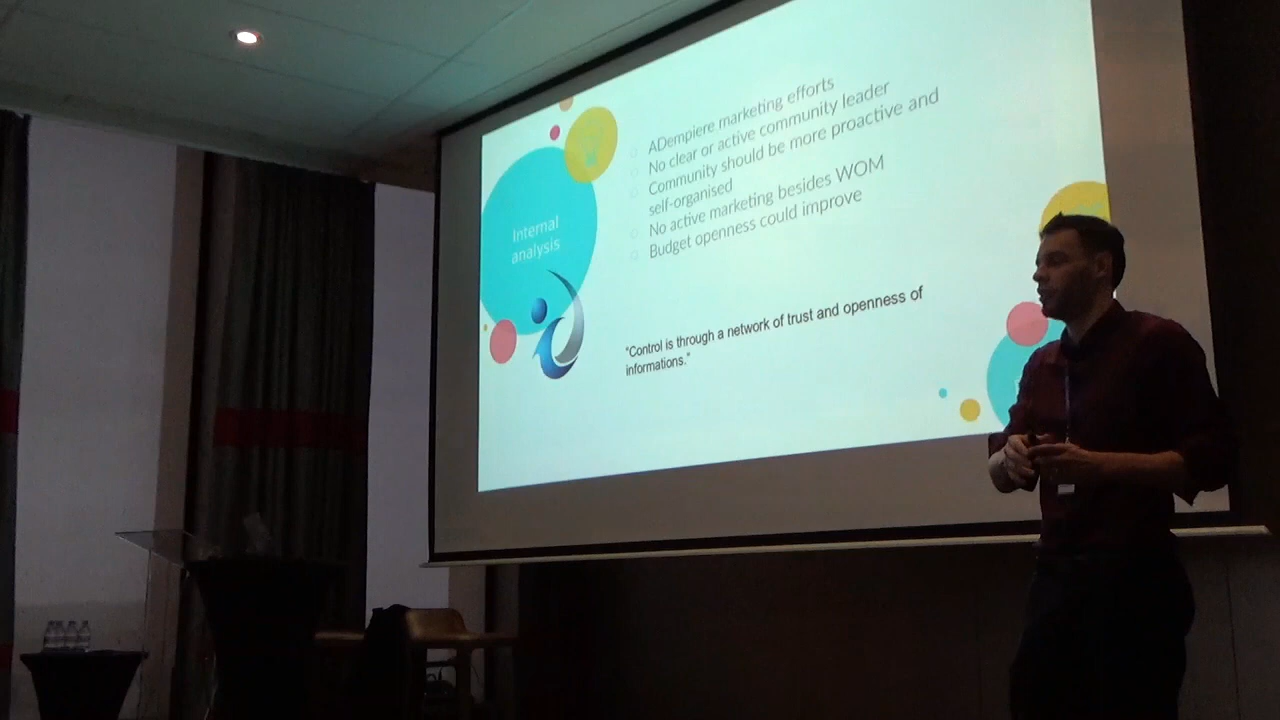 Internal
analysis
ADempiere marketing efforts
No clear or active community leader
Community should be more proactive and
self-organised
No active marketing besides WOM
Budget openness could improve
"Control is through a network of trust and openness of
informations."